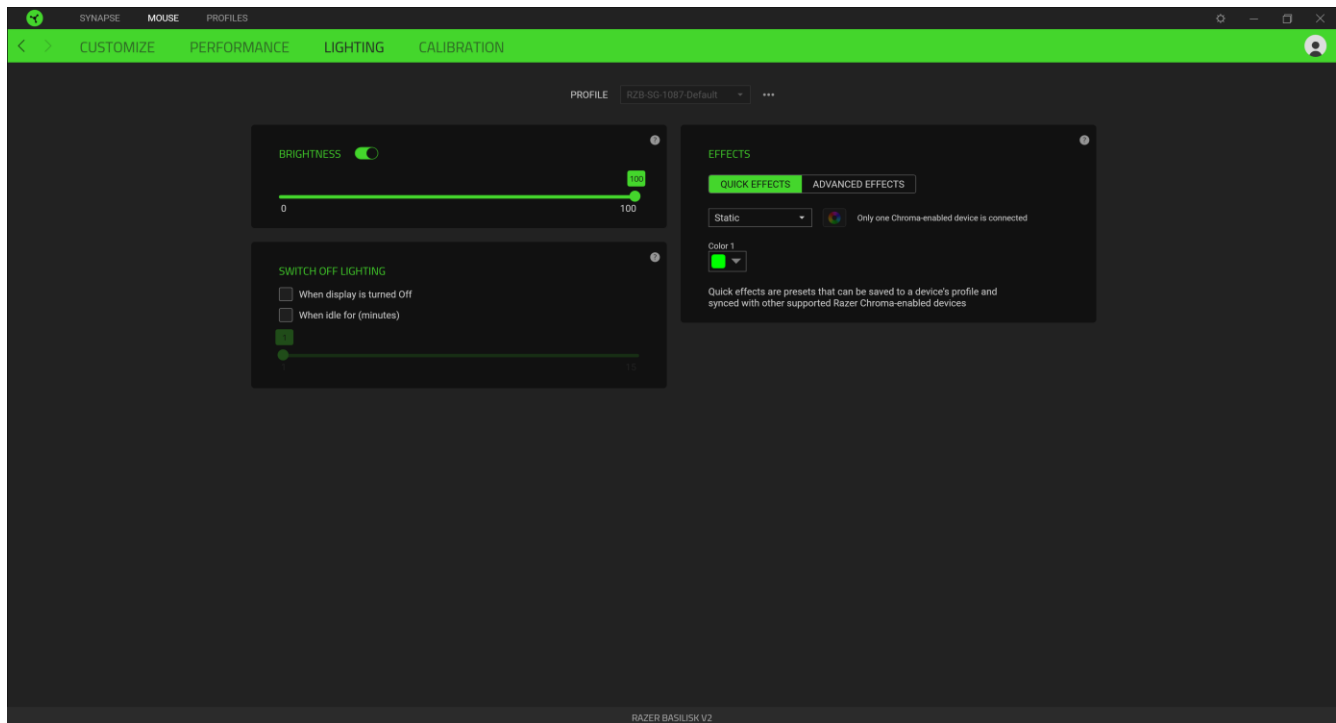 SYNAPSE MOUSE PROFILES
CUSTOMIZE PERFORMANCE LIGHTING CALIBRATION
PROFILE RZB-SG-1087-Default
BRIGHTNESS
100
0 100
SWITCH OFF LIGHTING
When display is turned Off
When idle for (minutes)
1
1 15
EFFECTS
QUICK EFFECTS ADVANCED EFFECTS
Static Only one Chroma-enabled device is connected
Color 1
Quick effects are presets that can be saved to a device's profile and
synced with other supported Razer Chroma-enabled devices
RAZER BASILISK V2